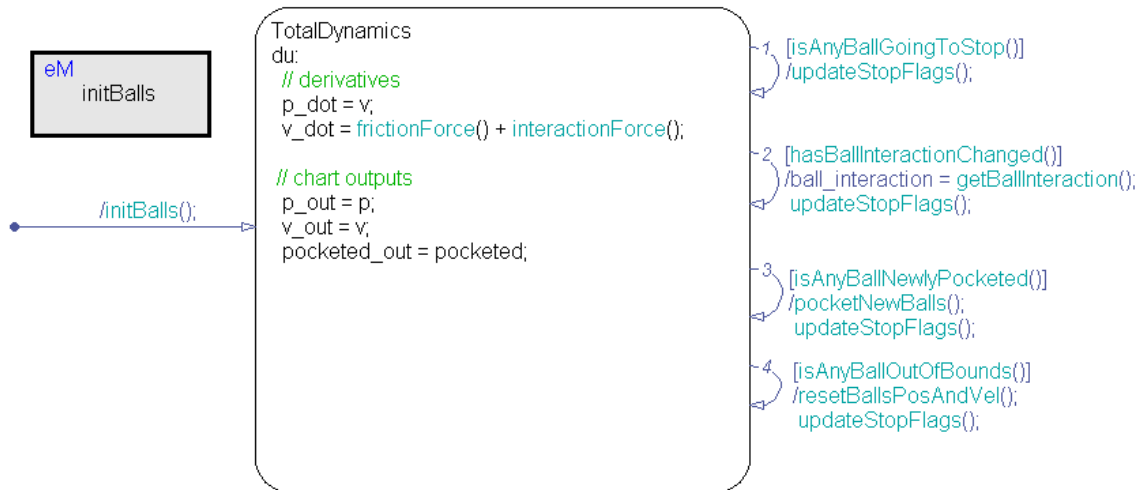 eM
initBalls
/initBalls();
TotalDynamics
du:
// derivatives
p_dot = v;
v_dot = frictionForce() + interactionForce();
// chart outputs
p_out = p;
v_out = v;
pocketed_out = pocketed;
1
[isAnyBallGoingToStop()]
/updateStopFlags();
2
[hasBallInteractionChanged()]
/ball_interaction = getBallInteraction();
updateStopFlags();
3
[isAnyBallNewlyPocketed()]
/pocketNewBalls();
updateStopFlags();
4
[isAnyBallOutOfBounds()]
/resetBallsPosAndVel();
updateStopFlags();